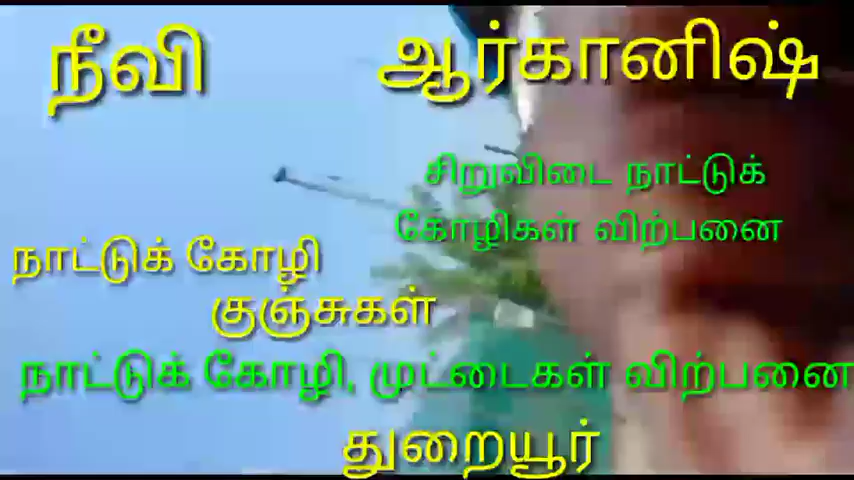 நீவி ஆர்கானிஷ்
சிறுவிடை நாட்டுக்
கோழிகள் விற்பனை
நாட்டுக் கோழி
குஞ்சுகள்
நாட்டுக் கோழி, முட்டைகள் விற்பனை
துறையூர்